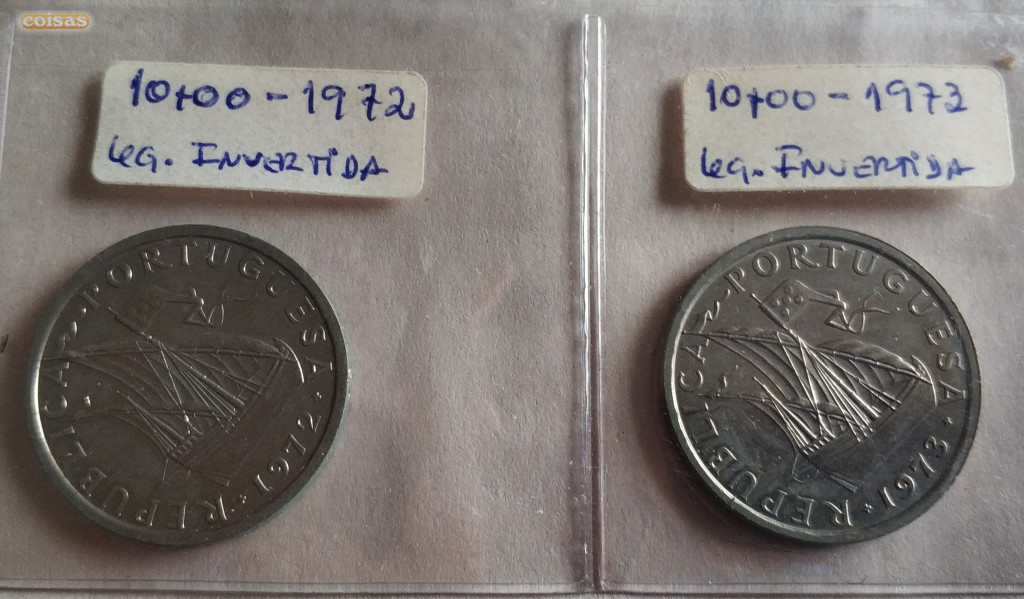 coisas
10+00 - 1972
Leg. INVERTIDA
REPUBLICA PORTUGUESA · 1972 ·
10+00 - 1973
Leg. INVERTIDA
REPUBLICA PORTUGUESA · 1973 ·